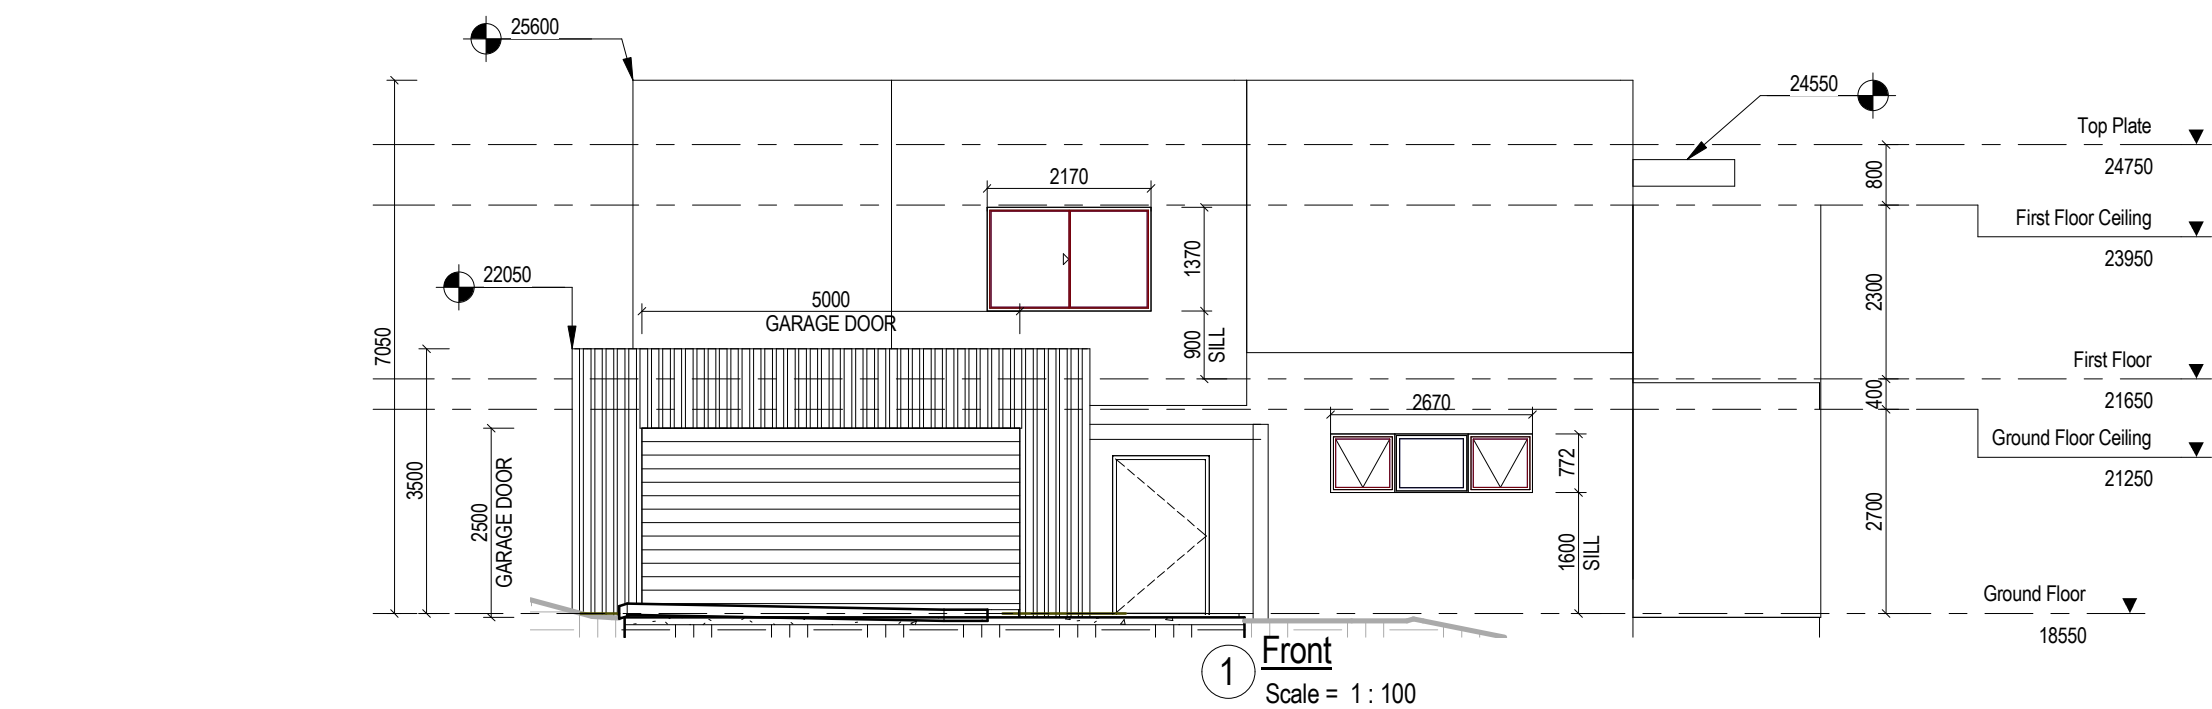 25600
24550
Top Plate
24750
800
2170
First Floor Ceiling
23950
1370
22050
5000
GARAGE DOOR
2300
7050
900
SILL
First Floor
21650
400
2670
Ground Floor Ceiling
21250
772
3500
2500
GARAGE DOOR
2700
1600
SILL
Ground Floor
18550
1
Front
Scale = 1 : 100